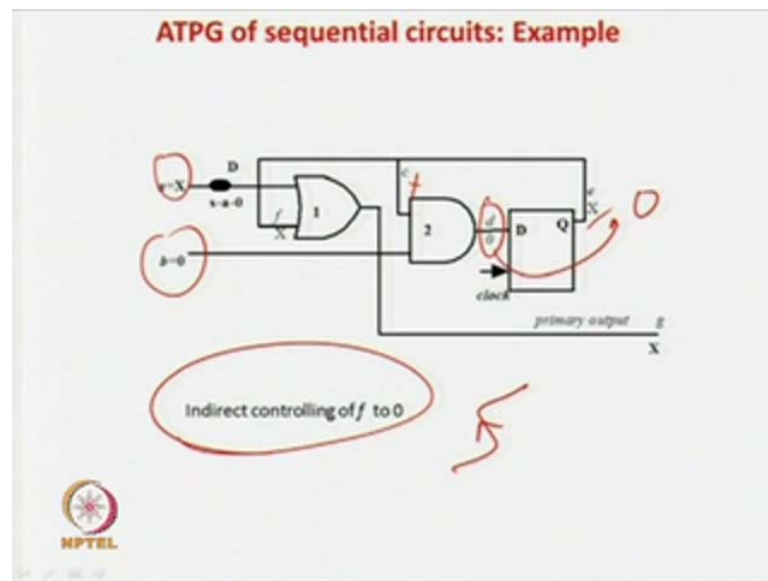 ATPG of sequential circuits: Example
D
s-a-0
f
X
1
b=0
c
2
d
0
D
Q
e
X
0
clock
primary output g
X
Indirect controlling of f to 0
NPTEL